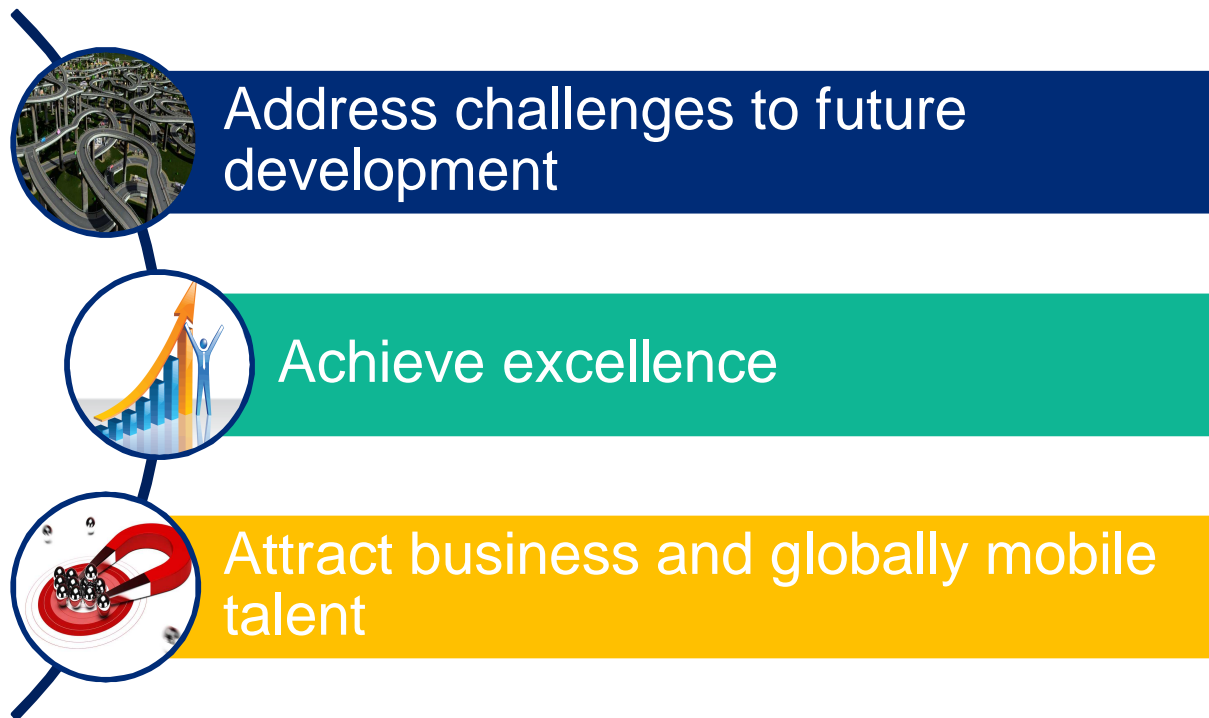 Address challenges to future
development
Achieve excellence
Attract business and globally mobile
talent